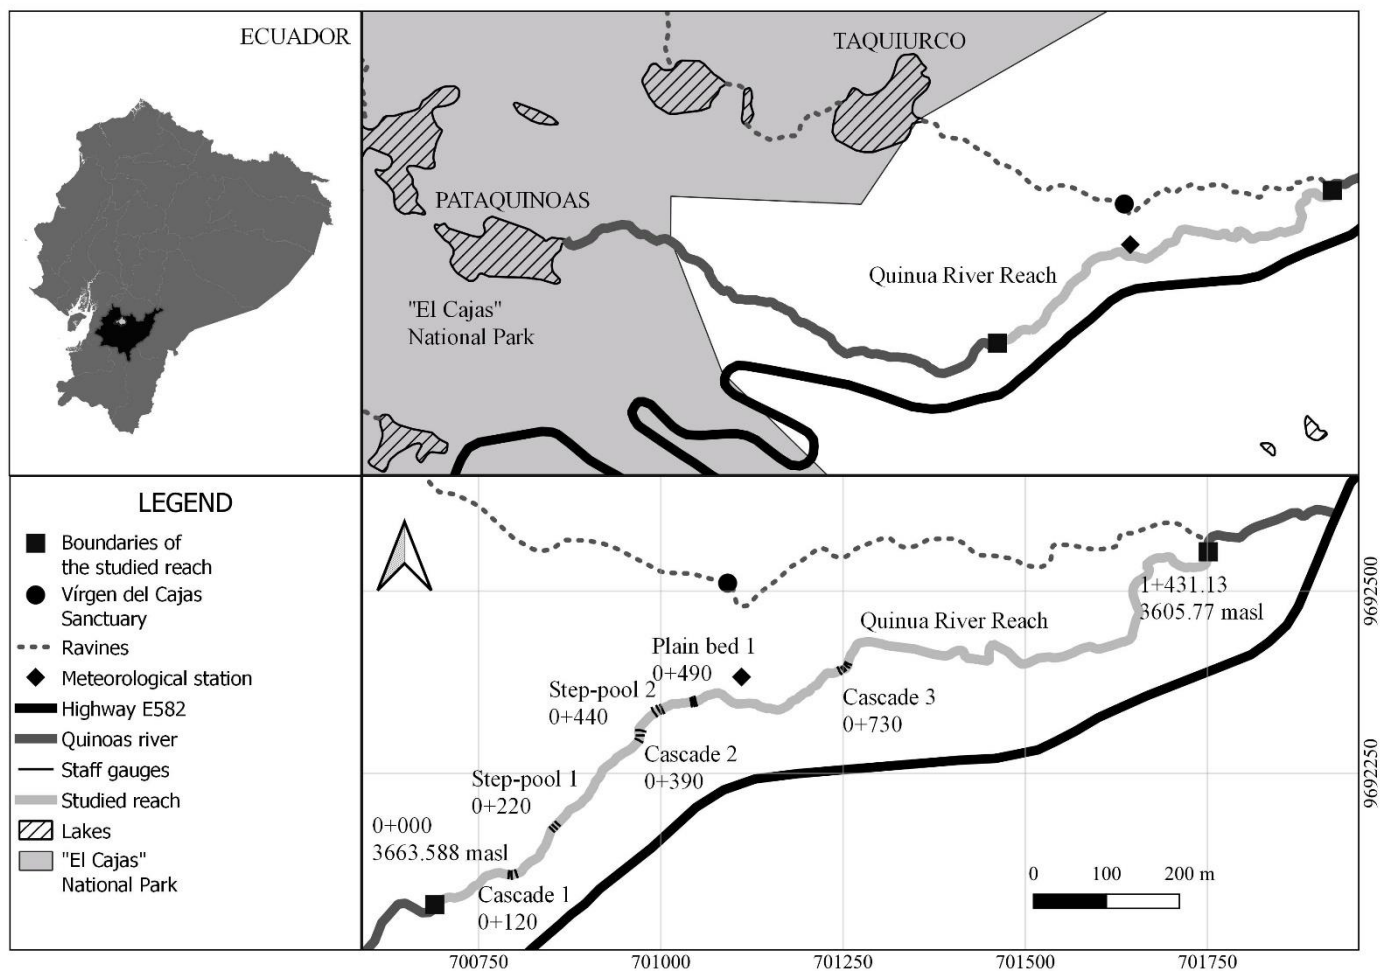 ECUADOR
TAQUIURCO
PATAQUINOAS
Quinua River Reach
"El Cajas"
National Park
LEGEND
Boundaries of
the studied reach
Vírgen del Cajas
Sanctuary
Ravines
Meteorological station
Highway E582
Quinoas river
Staff gauges
Studied reach
Lakes
"El Cajas"
National Park
1+431.13
3605.77 masl
Quinua River Reach
Plain bed 1
0+490
Step-pool 2
0+440
Cascade 3
0+730
Cascade 2
0+390
Step-pool 1
0+220
0+000
3663.588 masl
Cascade 1
0+120
0 100 200 m
9692500
9692250
700750 701000 701250 701500 701750